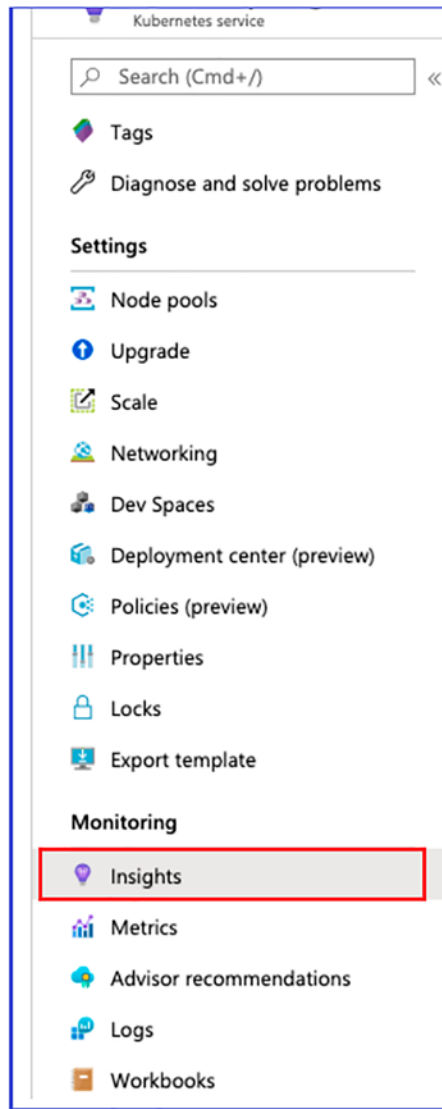 Kubernetes service
Search (Cmd+/)
«
Tags
Diagnose and solve problems
Settings
Node pools
Upgrade
Scale
Networking
Dev Spaces
Deployment center (preview)
Policies (preview)
Properties
Locks
Export template
Monitoring
Insights
Metrics
Advisor recommendations
Logs
Workbooks